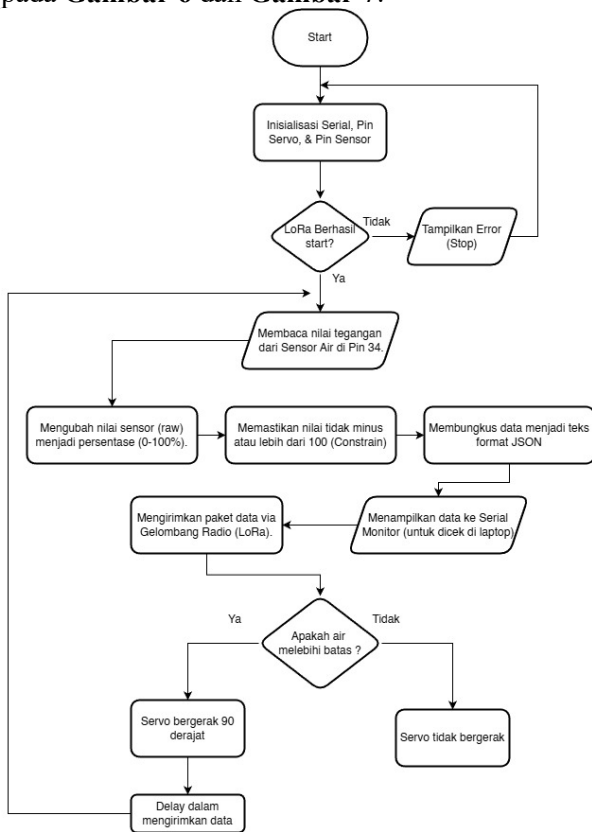 pada Gambar 6 dan Gambar 7.
Start
Inisialisasi Serial, Pin
Servo, & Pin Sensor
LoRa Berhasil
start?
Tidak
Tampilkan Error
(Stop)
Ya
Membaca nilai tegangan
dari Sensor Air di Pin 34.
Mengubah nilai sensor (raw)
menjadi persentase (0-100%).
Memastikan nilai tidak minus
atau lebih dari 100 (Constrain)
Membungkus data menjadi teks
format JSON
Menampilkan data ke Serial
Monitor (untuk dicek di laptop)
Mengirimkan paket data via
Gelombang Radio (LoRa).
Apakah air
melebihi batas ?
Ya
Tidak
Servo bergerak 90
derajat
Servo tidak bergerak
Delay dalam
mengirimkan data